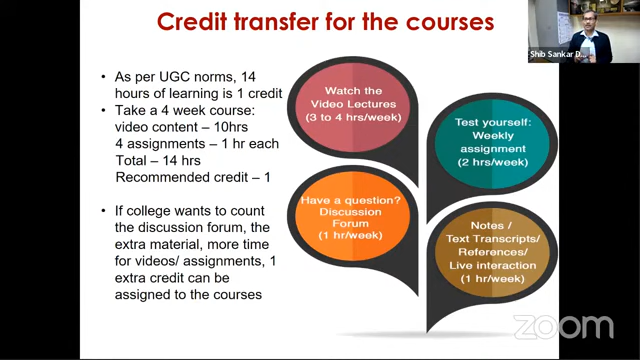 Credit transfer for the courses
Shib Sankar D...
• As per UGC norms, 14
hours of learning is 1 credit
• Take a 4 week course:
video content – 10hrs
4 assignments – 1 hr each
Total – 14 hrs
Recommended credit – 1
• If college wants to count
the discussion forum, the
extra material, more time
for videos/ assignments, 1
extra credit can be
assigned to the courses
Watch the
Video Lectures
(3 to 4 hrs/week)
Test yourself:
Weekly
assignment
(2 hrs/week)
Have a question?
Discussion
Forum
(1 hr/week)
Notes /
Text Transcripts/
References/
Live interaction
(1 hr/week)
zoom